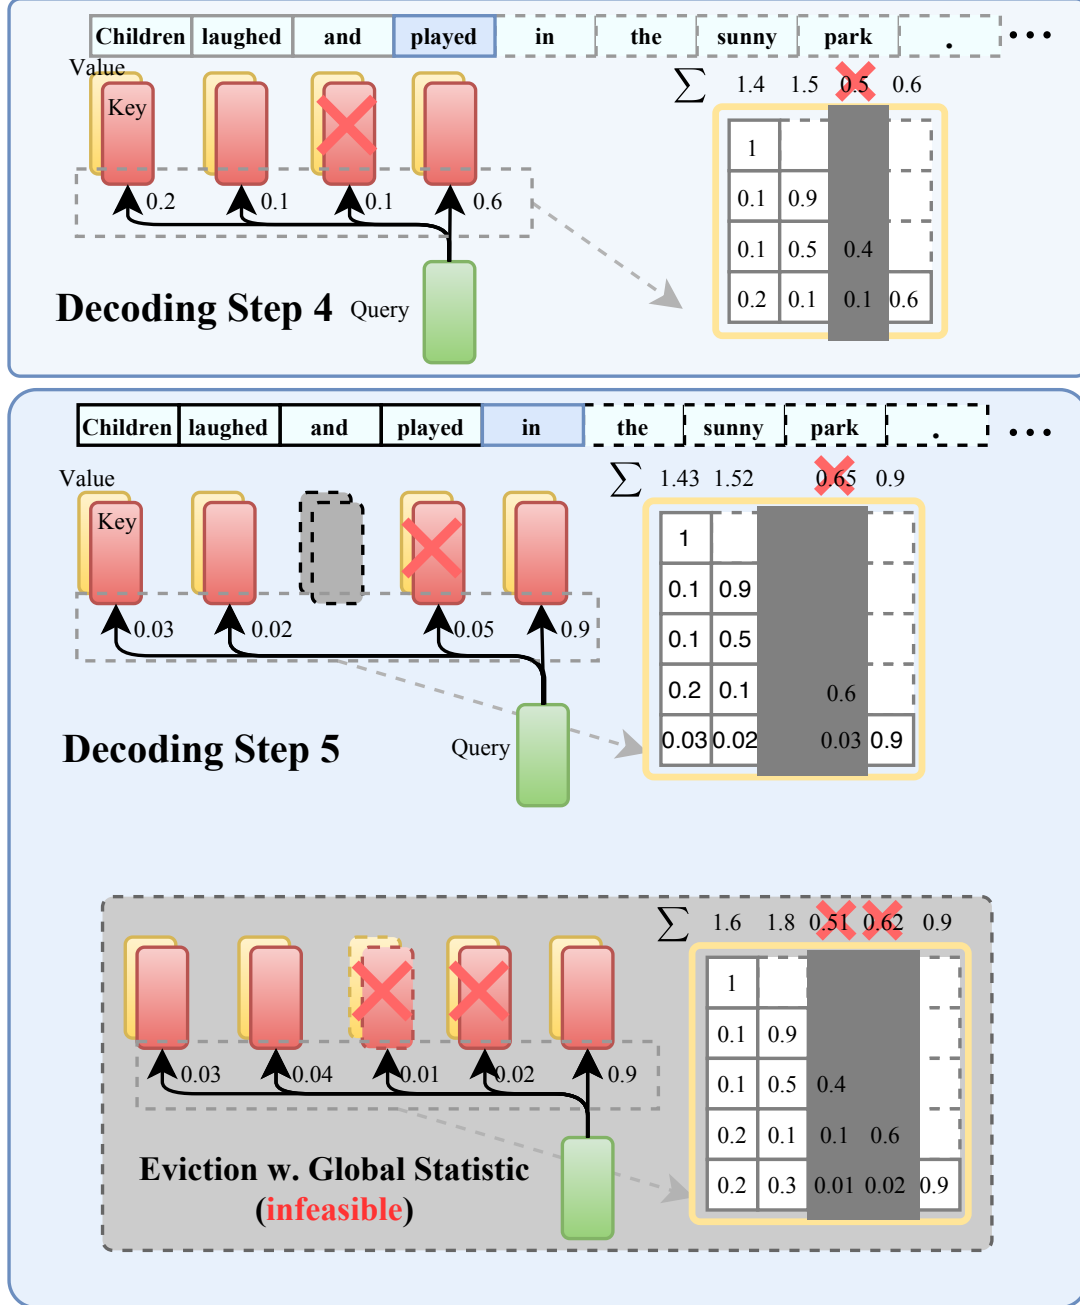 Children laughed and played in the sunny park . ...
Value
Key
∑ 1.4 1.5 0.5 0.6
1
0.1 0.9
0.1 0.5 0.4
0.2 0.1 0.1 0.6
0.2 0.1 0.1 0.6
Decoding Step 4
Query
Children laughed and played in the sunny park . ...
Value
Key
∑ 1.43 1.52 0.65 0.9
1
0.1 0.9
0.1 0.5
0.2 0.1 0.6
0.03 0.02 0.03 0.9
0.03 0.02 0.05 0.9
Decoding Step 5
Query
∑ 1.6 1.8 0.51 0.62 0.9
1
0.1 0.9
0.1 0.5 0.4
0.2 0.1 0.1 0.6
0.2 0.3 0.01 0.02 0.9
0.03 0.04 0.01 0.02 0.9
Eviction w. Global Statistic
(infeasible)